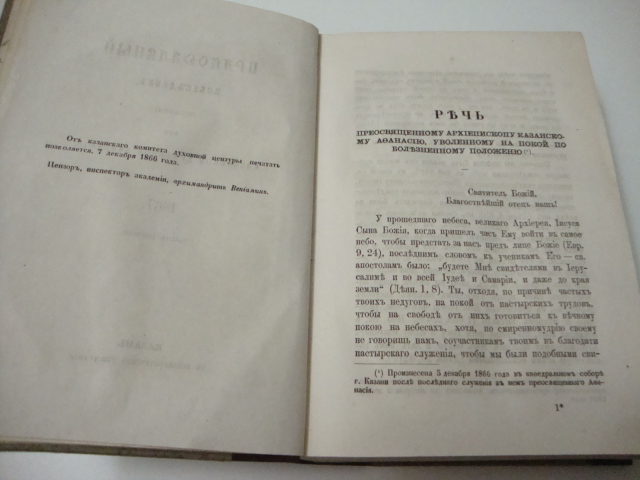 Отъ казанскаго комитета духовной цензуры печатать
позволяется, 7 декабря 1866 года.
Цензоръ, инспекторъ академіи, архимандритъ Веніаминъ.
РѢЧЬ
ПРЕОСВЯЩЕННОМУ АРХІЕПИСКОПУ КАЗАНСКО-
МУ АѲАНАСІЮ, УВОЛЕННОМУ НА ПОКОЙ ПО
БОЛѢЗНЕННОМУ ПОЛОЖЕНІЮ (¹).
Святитель Божій,
Благостнѣйшій отецъ нашъ!
У прошедшаго небеса, великаго Архіерея, Іисуса
Сына Божія, когда пришелъ часъ Ему войти въ самое
небо, чтобы предстать за насъ предъ лице Божіе (Евр.
9, 24), послѣднимъ словомъ къ ученикамъ Его — св.
апостоламъ было: „будете Мнѣ свидѣтелями въ Іеру-
салимѣ и во всей Іудеѣ и Самаріи, и даже до края
земли“ (Дѣян. 1, 8). Ты, отходя, по причинѣ частыхъ
твоихъ недуговъ, на покой отъ пастырскихъ трудовъ,
чтобы на свободѣ отъ нихъ готовиться къ вѣчному
покою на небесахъ, хотя, по смиренномудрію своему
не говоришь намъ, соучастникамъ твоимъ въ благодати
пастырскаго служенія, чтобы мы были подобными сви-
(¹) Произнесена 5 декабря 1866 года въ каѳедральномъ соборѣ
г. Казани послѣ послѣдняго служенія въ немъ преосвященнаго Аѳа-
насія.
1*